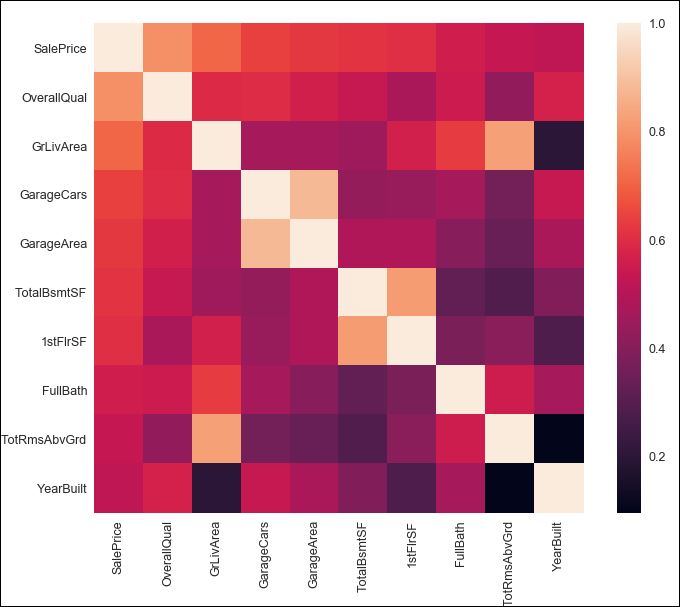 SalePrice
OverallQual
GrLivArea
GarageCars
GarageArea
TotalBsmtSF
1stFlrSF
FullBath
TotRmsAbvGrd
YearBuilt
SalePrice
OverallQual
GrLivArea
GarageCars
GarageArea
TotalBsmtSF
1stFlrSF
FullBath
TotRmsAbvGrd
YearBuilt
1.0
0.8
0.6
0.4
0.2